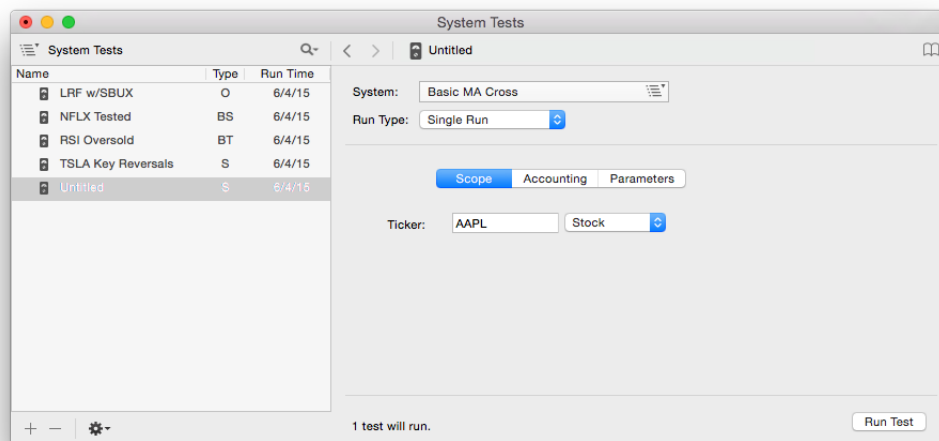 System Tests
System Tests
Untitled
Name Type Run Time
LRF w/SBUX O 6/4/15
NFLX Tested BS 6/4/15
RSI Oversold BT 6/4/15
TSLA Key Reversals S 6/4/15
Untitled S 6/4/15
System: Basic MA Cross
Run Type: Single Run
Scope Accounting Parameters
Ticker: AAPL Stock
1 test will run. Run Test